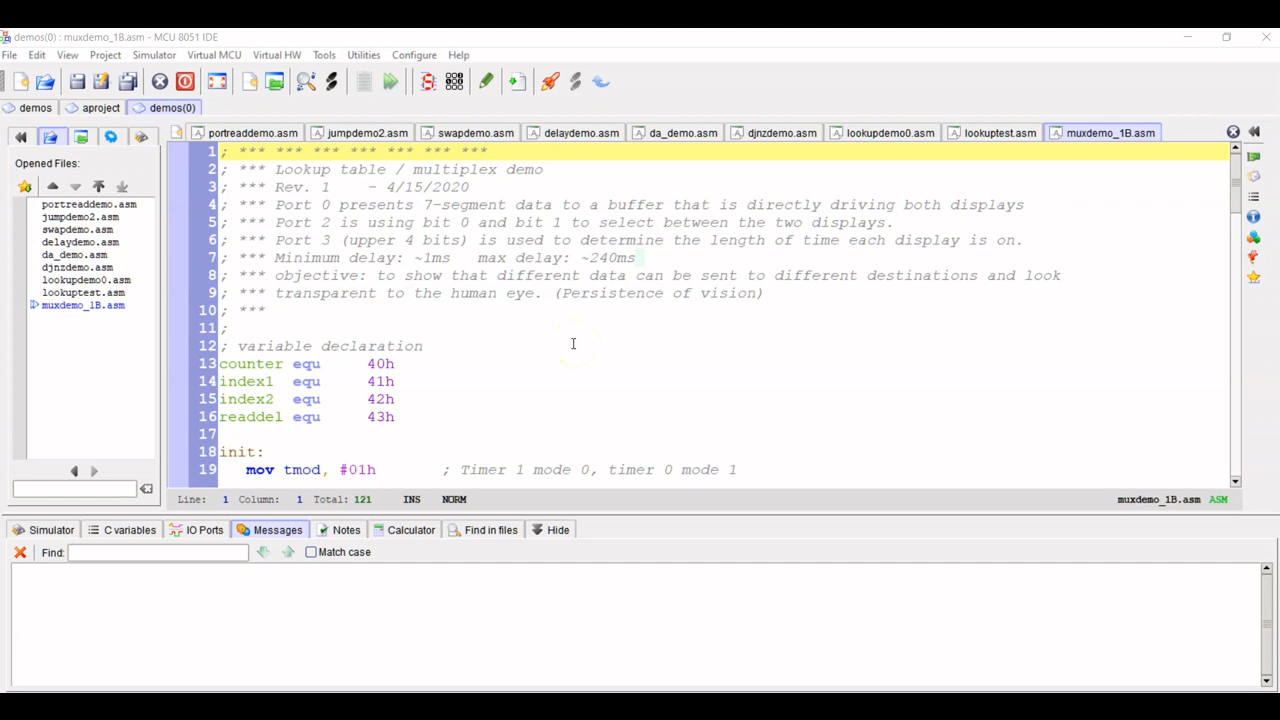 demos(0) : muxdemo_1B.asm - MCU 8051 IDE
File Edit View Project Simulator Virtual MCU Virtual HW Tools Utilities Configure Help
demos aproject demos(0)
portreaddemo.asm jumpdemo2.asm swapdemo.asm delaydemo.asm da_demo.asm djnzdemo.asm lookupdemo0.asm lookuptest.asm muxdemo_1B.asm
Opened Files:
portreaddemo.asm
jumpdemo2.asm
swapdemo.asm
delaydemo.asm
da_demo.asm
djnzdemo.asm
lookupdemo0.asm
lookuptest.asm
muxdemo_1B.asm
1 ; *** *** *** *** *** *** ***
2 ; *** Lookup table / multiplex demo
3 ; *** Rev. 1 - 4/15/2020
4 ; *** Port 0 presents 7-segment data to a buffer that is directly driving both displays
5 ; *** Port 2 is using bit 0 and bit 1 to select between the two displays.
6 ; *** Port 3 (upper 4 bits) is used to determine the length of time each display is on.
7 ; *** Minimum delay: ~1ms max delay: ~240ms
8 ; *** objective: to show that different data can be sent to different destinations and look
9 ; *** transparent to the human eye. (Persistence of vision)
10 ; ***
11 ;
12 ; variable declaration
13 counter equ 40h
14 index1 equ 41h
15 index2 equ 42h
16 readdel equ 43h
17
18 init:
19 mov tmod, #01h ; Timer 1 mode 0, timer 0 mode 1
Line: 1 Column: 1 Total: 121 INS NORM muxdemo_1B.asm ASM
Simulator C variables IO Ports Messages Notes Calculator Find in files Hide
Find: Match case